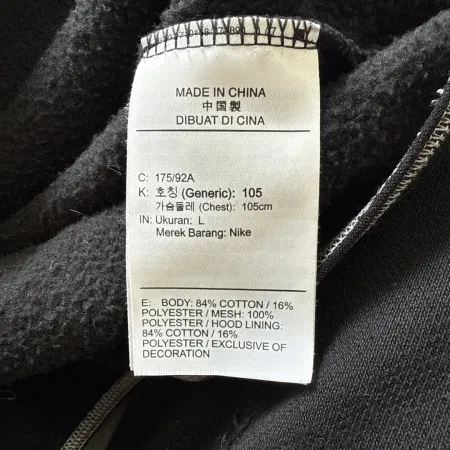 MADE IN CHINA
中国製
DIBUAT DI CINA
C: 175/92A
K: 호칭 (Generic): 105
가슴둘레 (Chest): 105cm
IN: Ukuran: L
Merek Barang: Nike
E: BODY: 84% COTTON / 16%
POLYESTER / MESH: 100%
POLYESTER / HOOD LINING:
84% COTTON / 16%
POLYESTER / EXCLUSIVE OF
DECORATION